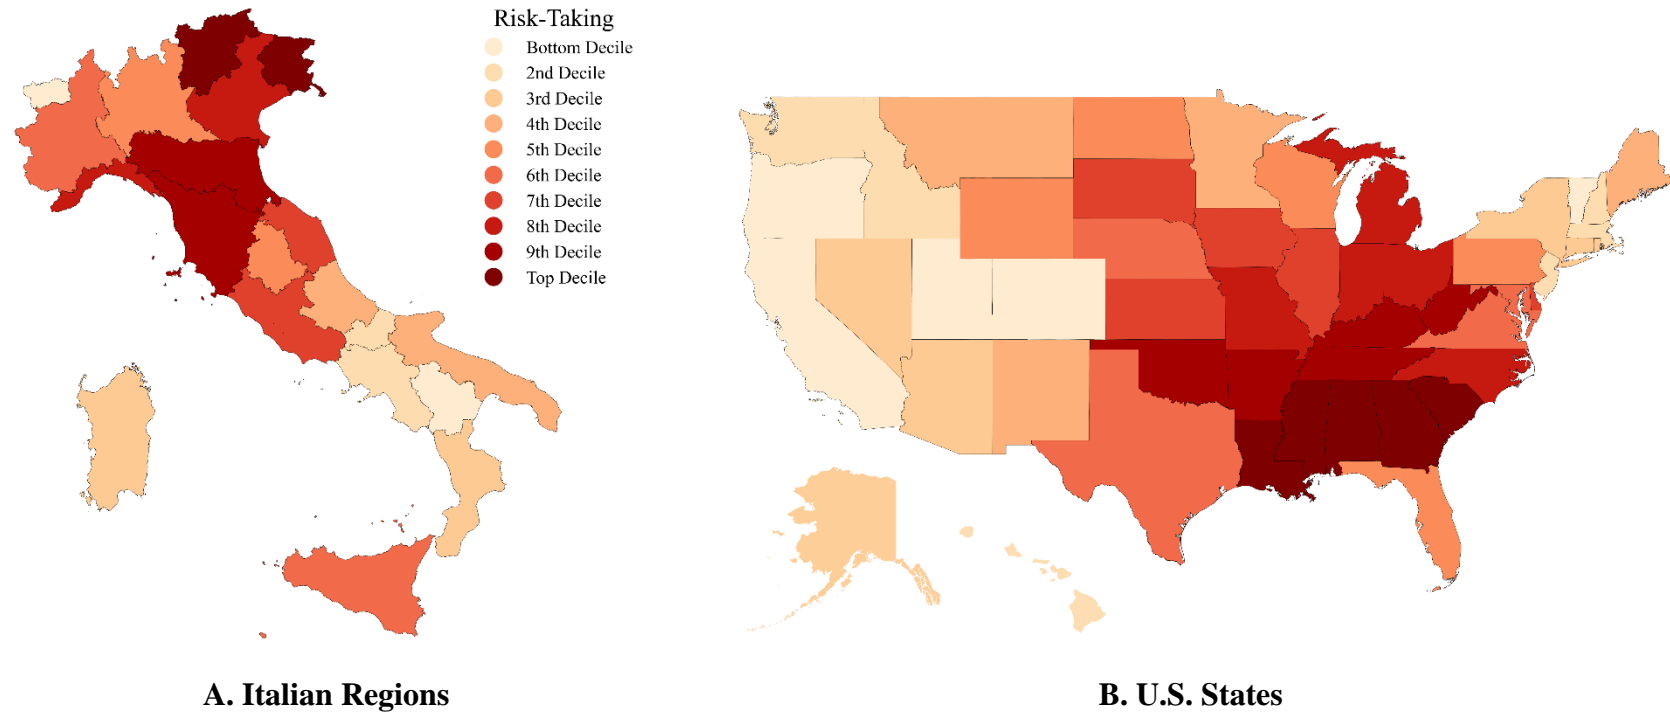 Risk-Taking
Bottom Decile
2nd Decile
3rd Decile
4th Decile
5th Decile
6th Decile
7th Decile
8th Decile
9th Decile
Top Decile
A. Italian Regions
B. U.S. States